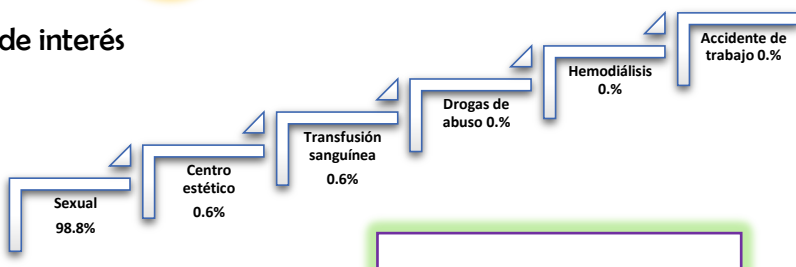 de interés
Sexual
98.8%
Centro
estético
0.6%
Transfusión
sanguínea
0.6%
Drogas de
abuso 0.%
Hemodiálisis
0.%
Accidente de
trabajo 0.%